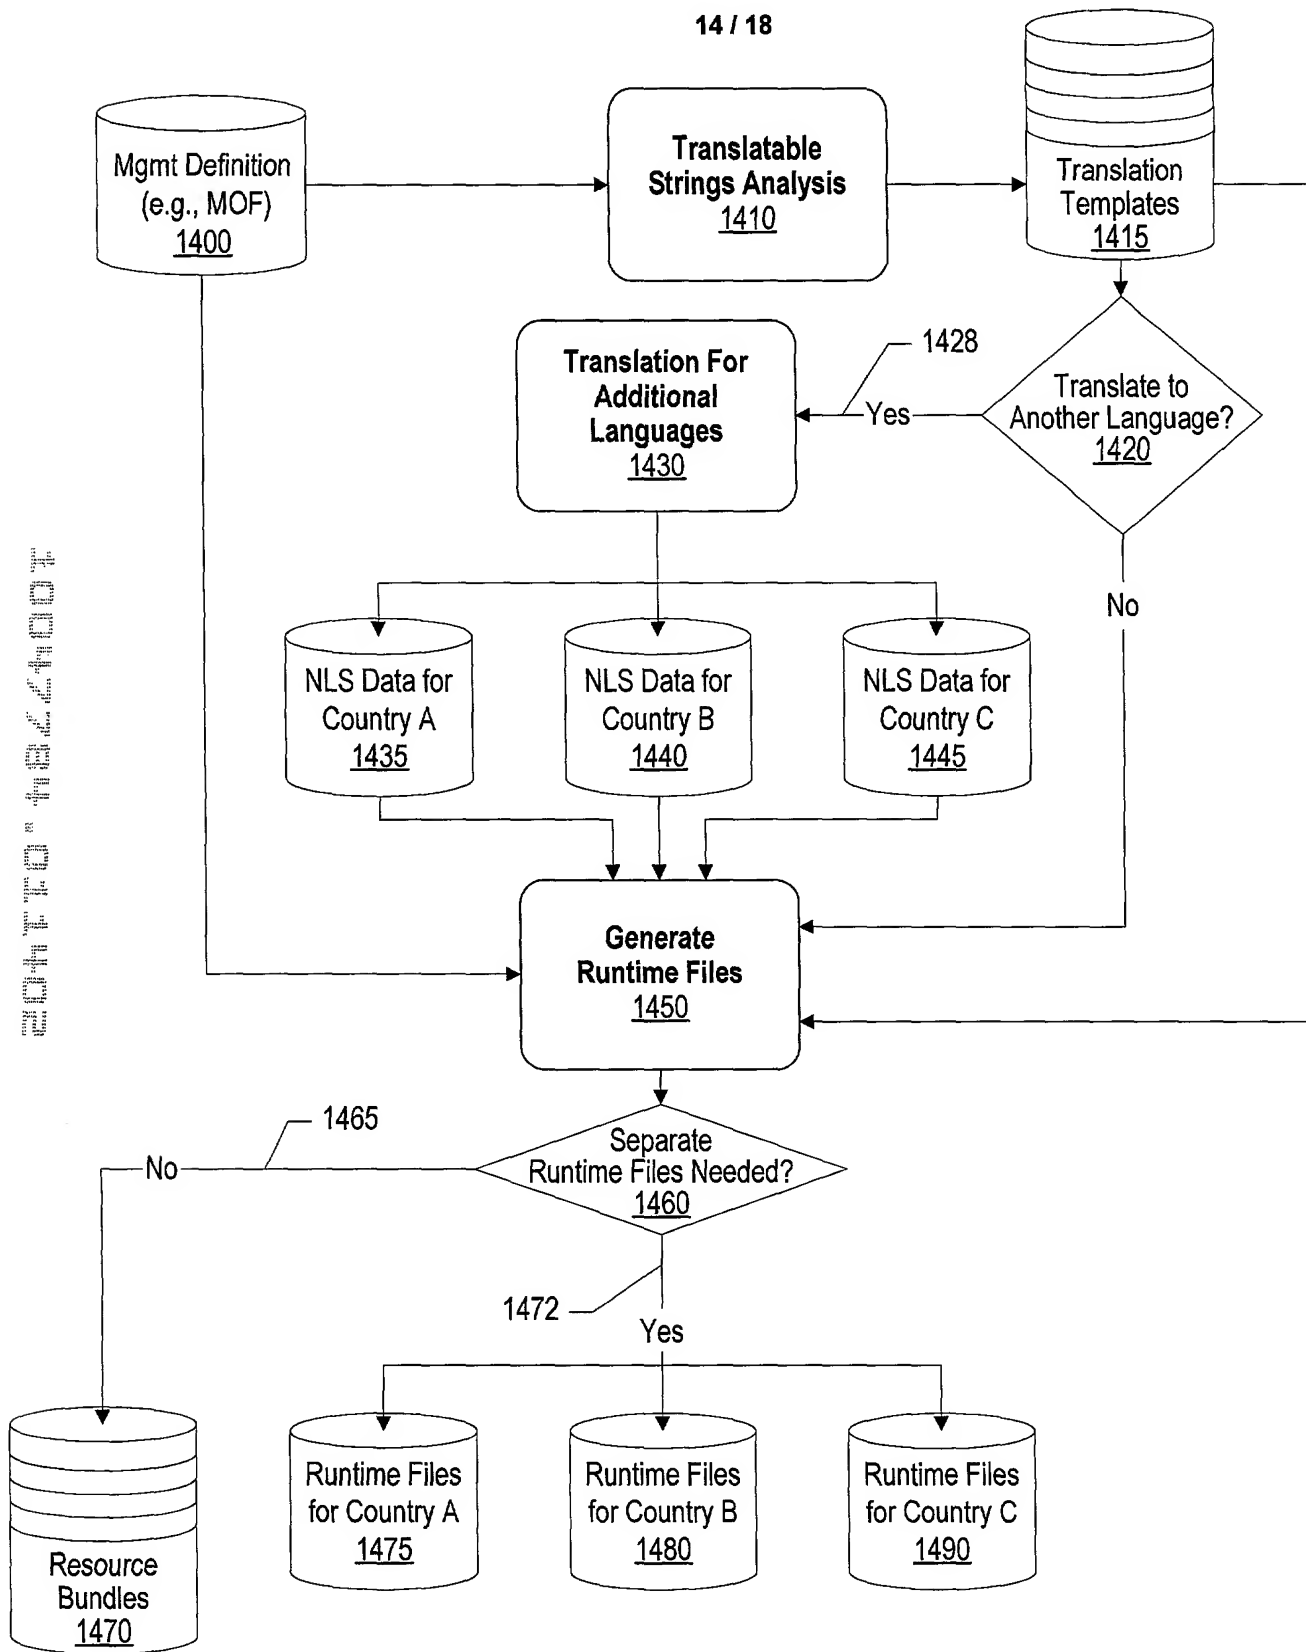 14 / 18
Mgmt Definition
(e.g., MOF)
1400
Translatable
Strings Analysis
1410
Translation
Templates
1415
1428
Translation For
Additional
Languages
1430
Yes
Translate to
Another Language?
1420
No
NLS Data for
Country A
1435
NLS Data for
Country B
1440
NLS Data for
Country C
1445
Generate
Runtime Files
1450
1465
No
Separate
Runtime Files Needed?
1460
1472
Yes
Resource
Bundles
1470
Runtime Files
for Country A
1475
Runtime Files
for Country B
1480
Runtime Files
for Country C
1490